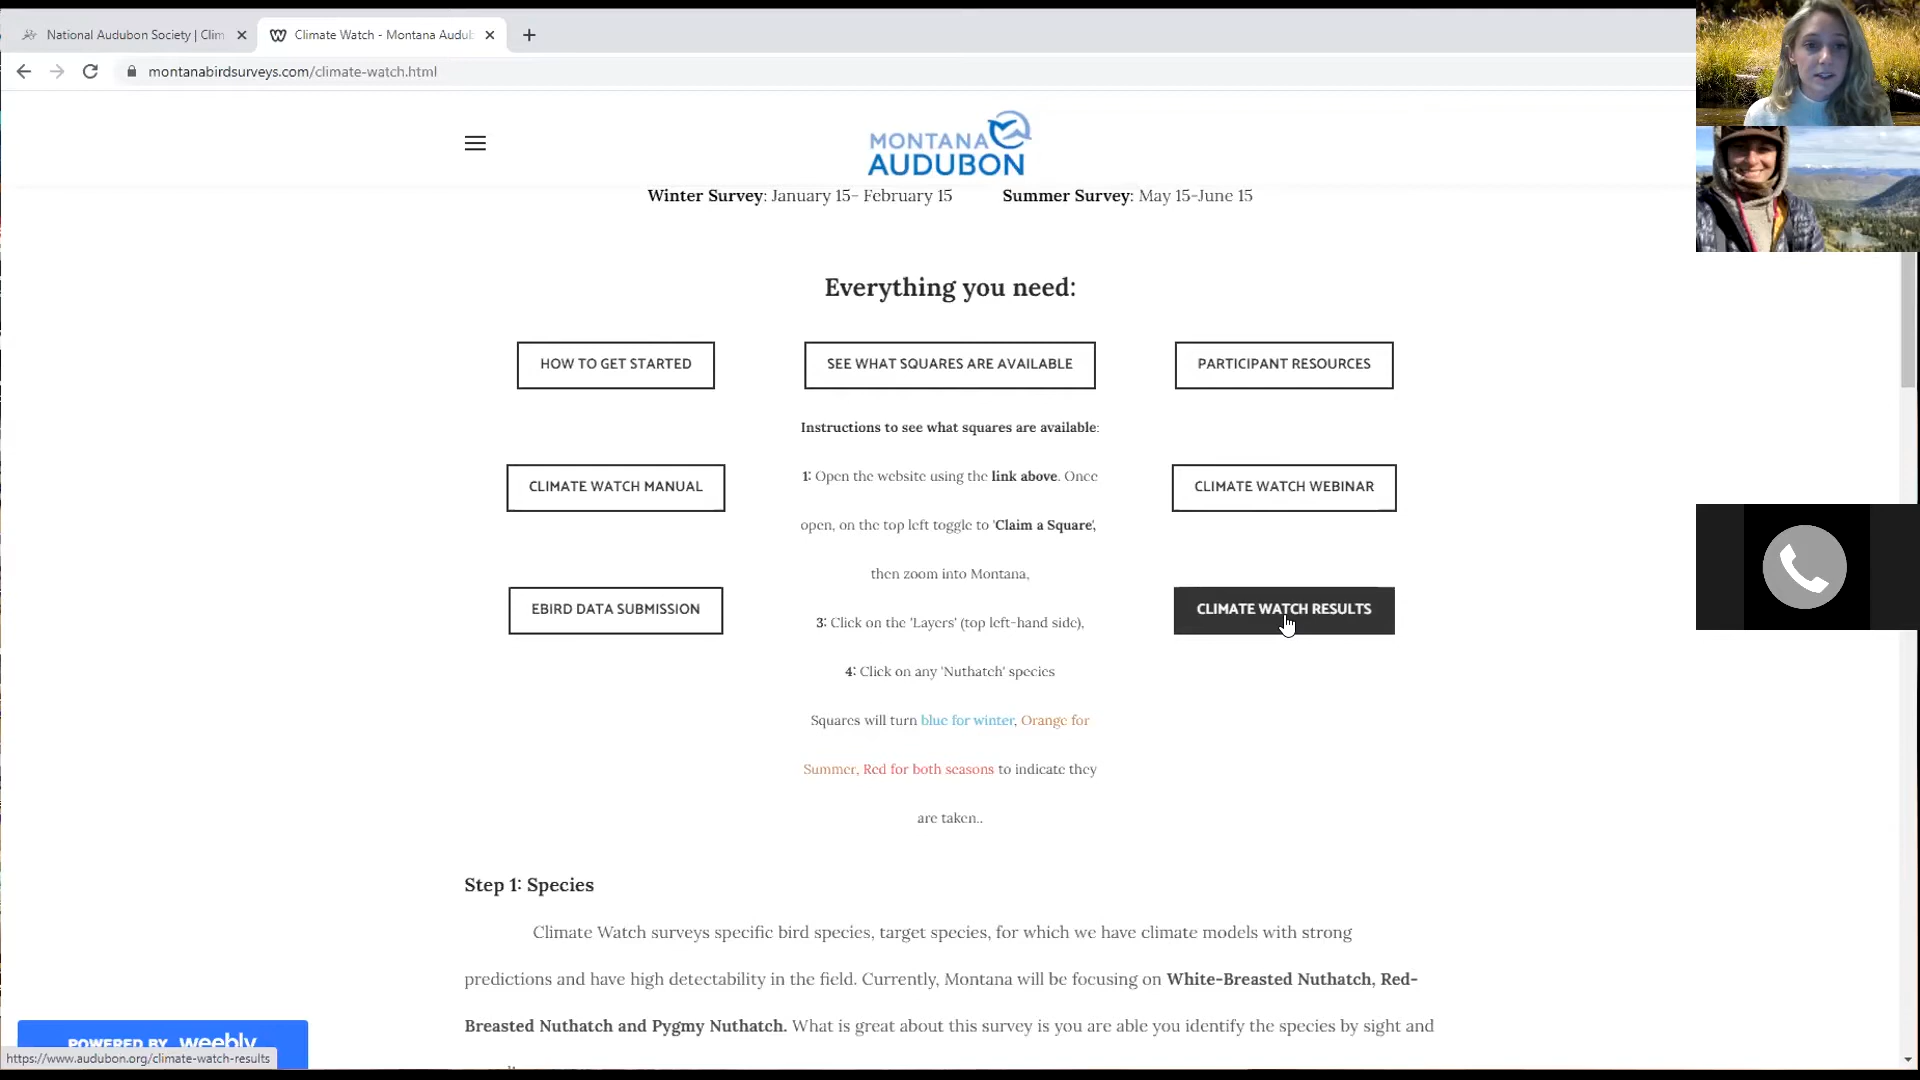 National Audubon Society | Clim
Climate Watch - Montana Audub
montanabirdsurveys.com/climate-watch.html
MONTANA
AUDUBON
Winter Survey: January 15- February 15 Summer Survey: May 15-June 15
Everything you need:
HOW TO GET STARTED
SEE WHAT SQUARES ARE AVAILABLE
PARTICIPANT RESOURCES
Instructions to see what squares are available:
1: Open the website using the link above. Once
open, on the top left toggle to 'Claim a Square',
then zoom into Montana,
3: Click on the 'Layers' (top left-hand side),
4: Click on any 'Nuthatch' species
Squares will turn blue for winter, Orange for
Summer, Red for both seasons to indicate they
are taken..
CLIMATE WATCH MANUAL
CLIMATE WATCH WEBINAR
EBIRD DATA SUBMISSION
CLIMATE WATCH RESULTS
Step 1: Species
Climate Watch surveys specific bird species, target species, for which we have climate models with strong
predictions and have high detectability in the field. Currently, Montana will be focusing on White-Breasted Nuthatch, Red-
Breasted Nuthatch and Pygmy Nuthatch. What is great about this survey is you are able you identify the species by sight and
POWERED BY weebly
https://www.audubon.org/climate-watch-results